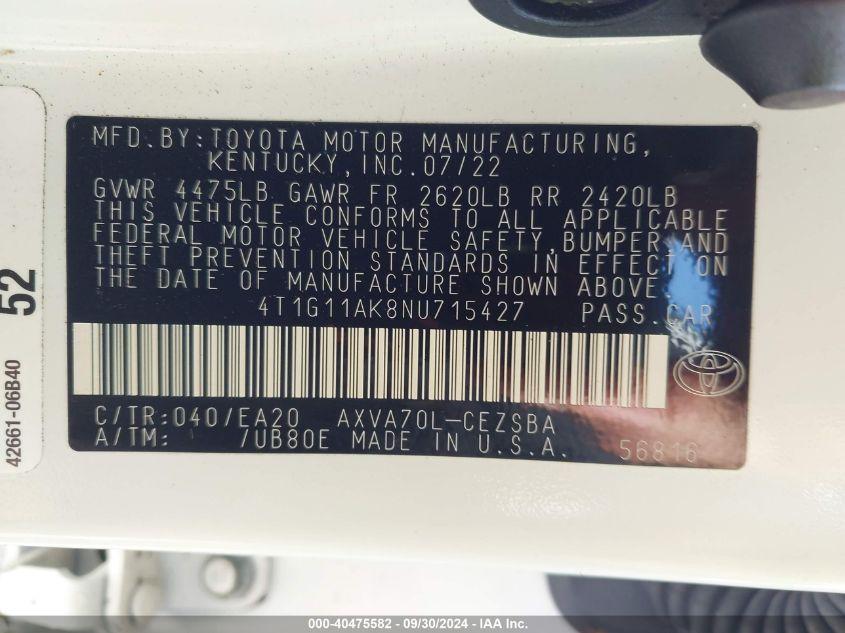 MFD. BY: TOYOTA MOTOR MANUFACTURING,
KENTUCKY, INC. 07/22
GVWR 4475LB GAWR FR 2620LB RR 2420LB
THIS VEHICLE CONFORMS TO ALL APPLICABLE
FEDERAL MOTOR VEHICLE SAFETY, BUMPER AND
THEFT PREVENTION STANDARDS IN EFFECT ON
THE DATE OF MANUFACTURE SHOWN ABOVE.
4T1G11AK8NU715427 PASS. CAR
C/TR: 040/EA20 AXVA70L-CEZSBA
A/TM: /UB80E MADE IN U.S.A. 56816
52
42661-06B40
000-40475582 / 09/30/2024 - IAA, Inc.